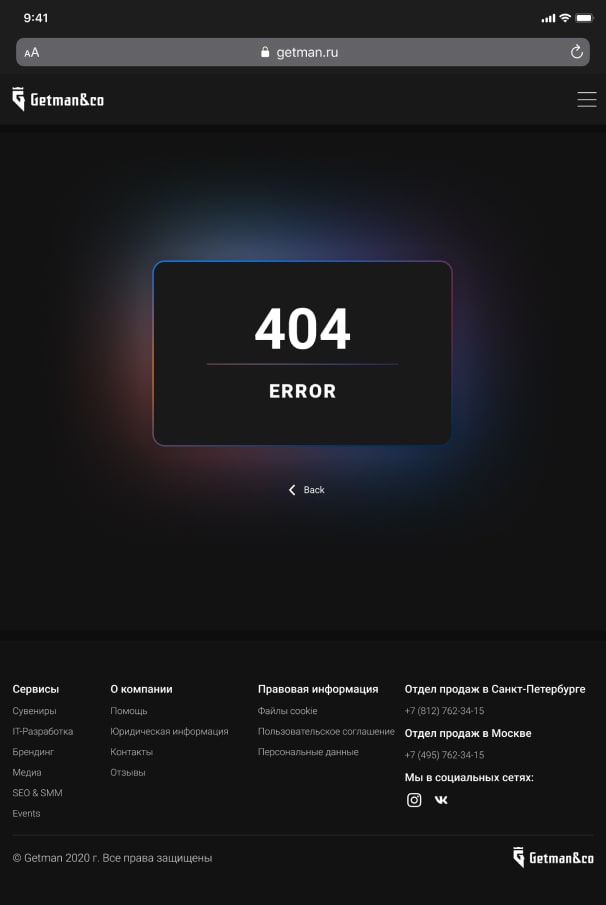 9:41
AA
getman.ru
Getman&co
404
ERROR
Back
Сервисы
Сувениры
IT-Разработка
Брендинг
Медиа
SEO & SMM
Events
О компании
Помощь
Юридическая информация
Контакты
Отзывы
Правовая информация
Файлы cookie
Пользовательское соглашение
Персональные данные
Отдел продаж в Санкт-Петербурге
+7 (812) 762-34-15
Отдел продаж в Москве
+7 (495) 762-34-15
Мы в социальных сетях:
© Getman 2020 г. Все права защищены
Getman&co